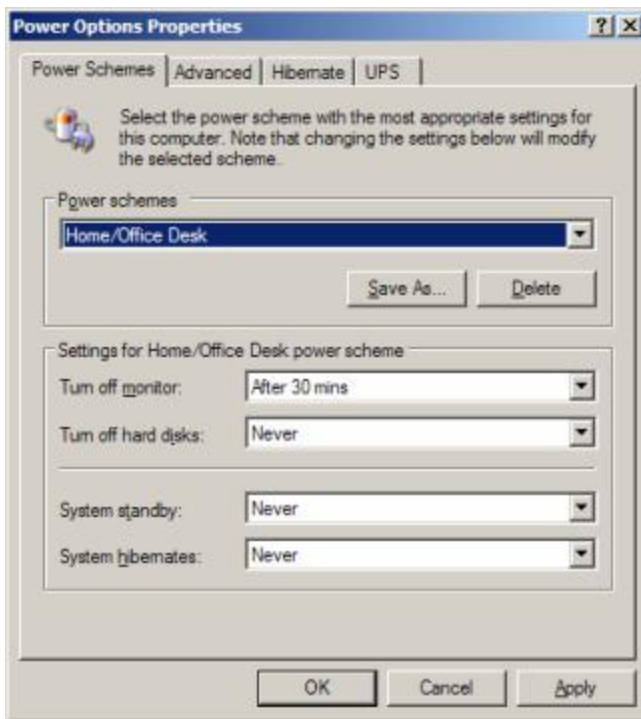 Power Options Properties
Power Schemes Advanced Hibernate UPS
Select the power scheme with the most appropriate settings for
this computer. Note that changing the settings below will modify
the selected scheme.
Power schemes
Home/Office Desk
Save As... Delete
Settings for Home/Office Desk power scheme
Turn off monitor: After 30 mins
Turn off hard disks: Never
System standby: Never
System hibernates: Never
OK Cancel Apply